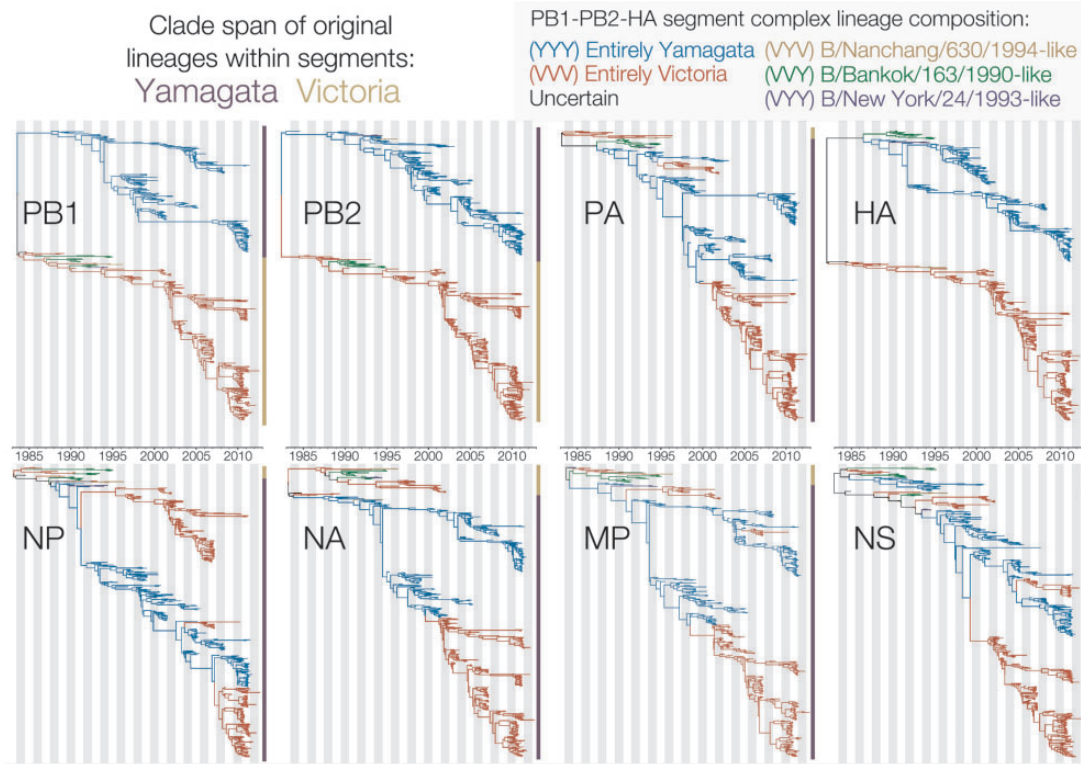 Clade span of original
lineages within segments:
Yamagata Victoria
PB1-PB2-HA segment complex lineage composition:
(YYY) Entirely Yamagata (VYV) B/Nanchang/630/1994-like
(VVV) Entirely Victoria (VVY) B/Bankok/163/1990-like
Uncertain (VYY) B/New York/24/1993-like
PB1 PB2 PA HA
1985 1990 1995 2000 2005 2010 1985 1990 1995 2000 2005 2010 1985 1990 1995 2000 2005 2010 1985 1990 1995 2000 2005 2010
NP NA MP NS